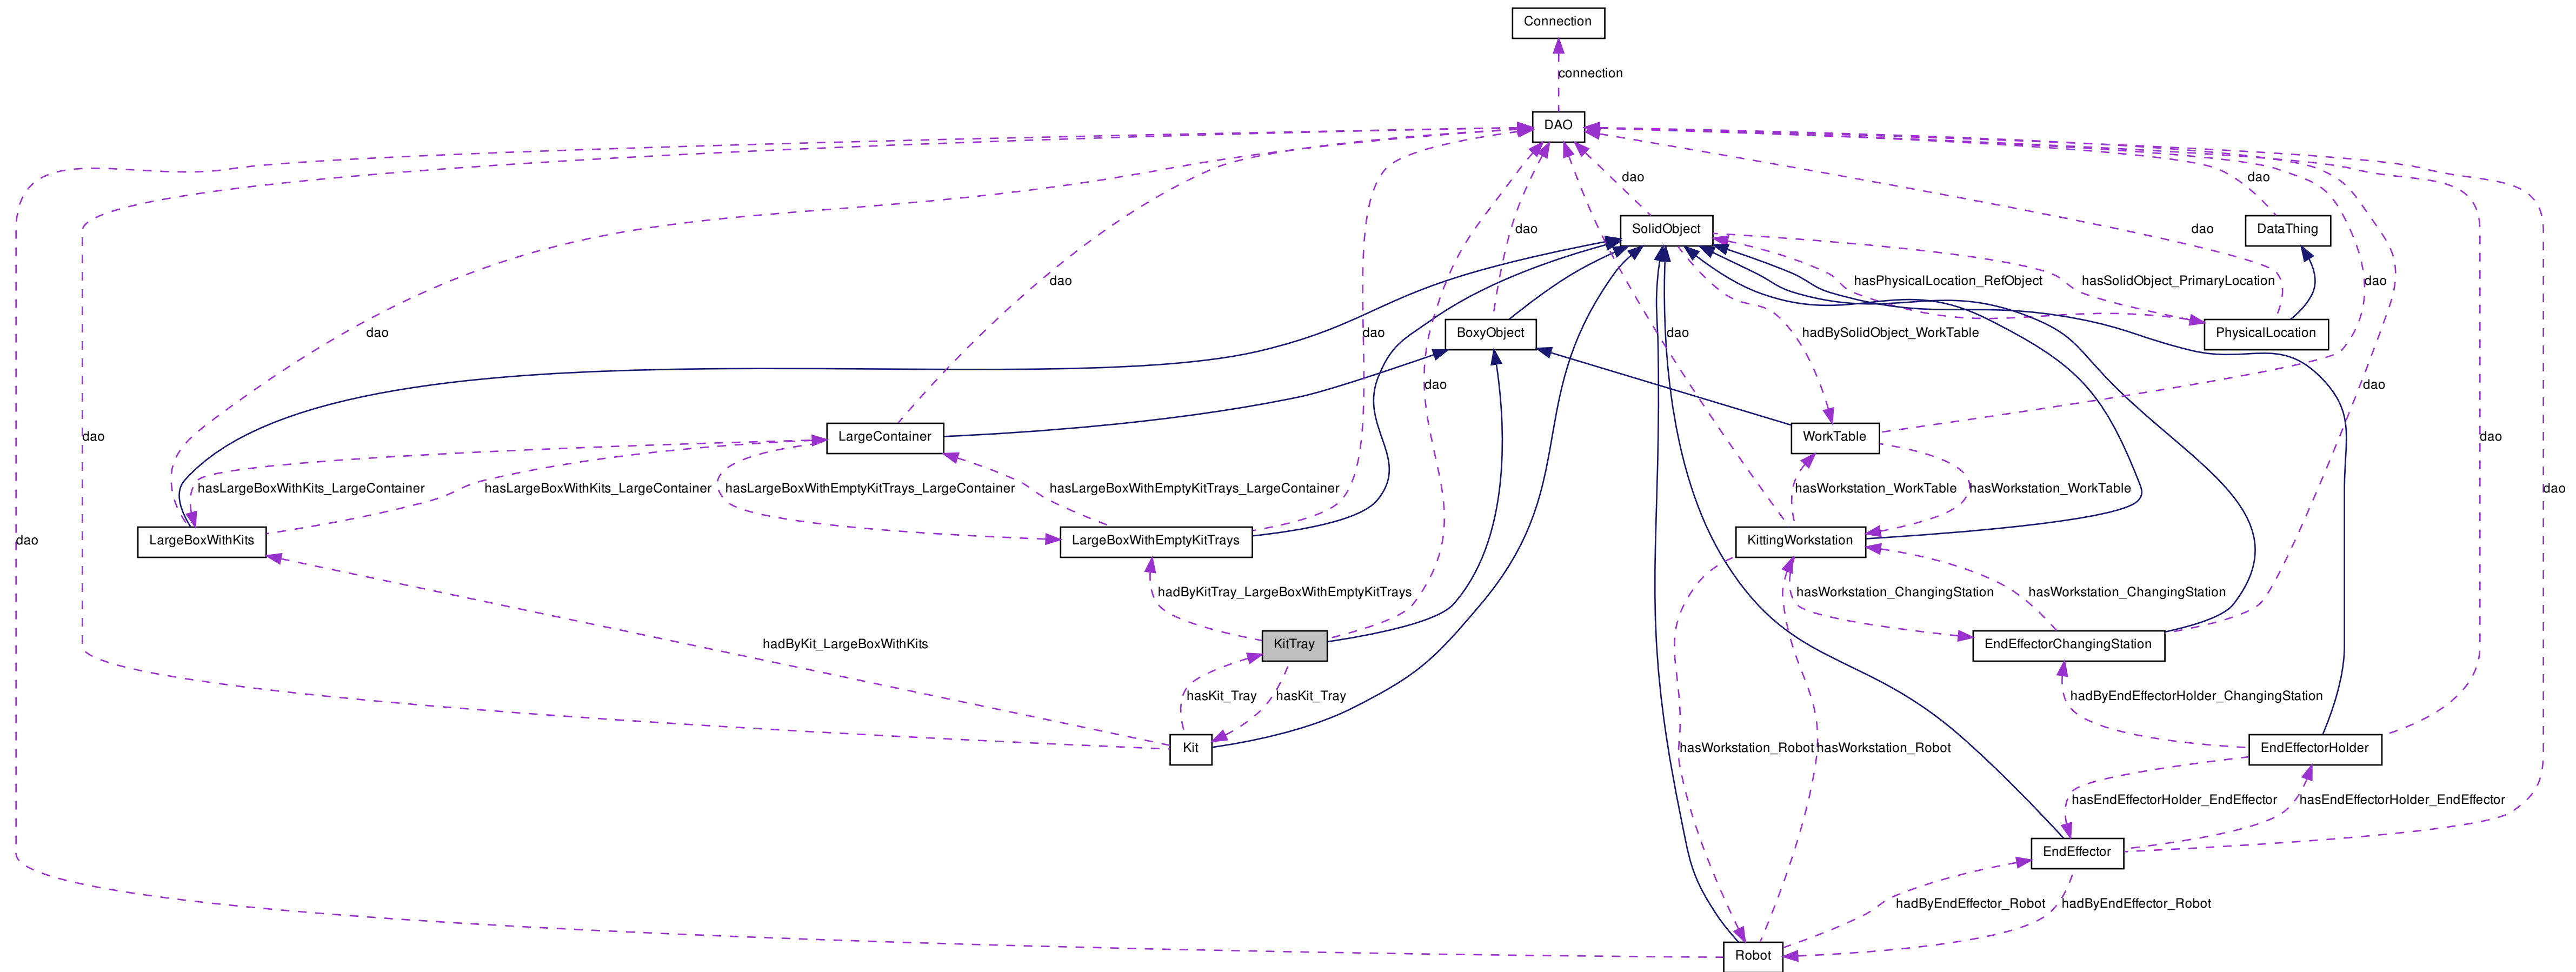 Connection
connection
DAO
dao
dao
SolidObject
dao
dao
DataThing
dao
hasPhysicalLocation_RefObject
hasSolidObject_PrimaryLocation
dao
dao
dao
BoxyObject
dao
hadBySolidObject_WorkTable
PhysicalLocation
dao
dao
dao
LargeContainer
WorkTable
dao
hasLargeBoxWithKits_LargeContainer
hasLargeBoxWithKits_LargeContainer
hasLargeBoxWithEmptyKitTrays_LargeContainer
hasLargeBoxWithEmptyKitTrays_LargeContainer
hasWorkstation_WorkTable
hasWorkstation_WorkTable
dao
dao
LargeBoxWithKits
LargeBoxWithEmptyKitTrays
KittingWorkstation
hadByKitTray_LargeBoxWithEmptyKitTrays
hasWorkstation_ChangingStation
hasWorkstation_ChangingStation
hadByKit_LargeBoxWithKits
KitTray
EndEffectorChangingStation
hasKit_Tray
hasKit_Tray
hadByEndEffectorHolder_ChangingStation
Kit
hasWorkstation_Robot
hasWorkstation_Robot
EndEffectorHolder
hasEndEffectorHolder_EndEffector
hasEndEffectorHolder_EndEffector
EndEffector
hadByEndEffector_Robot
hadByEndEffector_Robot
Robot